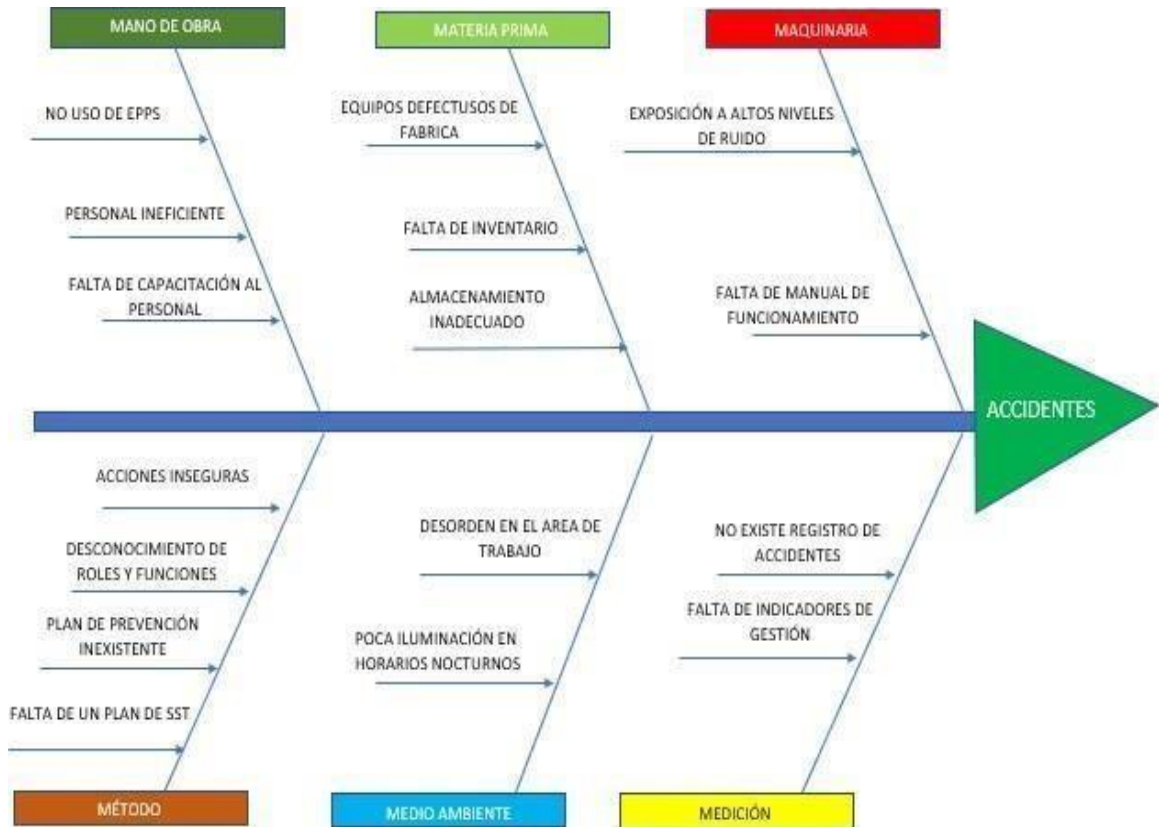 MANO DE OBRA
MATERIA PRIMA
MAQUINARIA
NO USO DE EPPS
PERSONAL INEFICIENTE
FALTA DE CAPACITACIÓN AL
PERSONAL
EQUIPOS DEFECTUSOS DE
FABRICA
FALTA DE INVENTARIO
ALMACENAMIENTO
INADECUADO
EXPOSICIÓN A ALTOS NIVELES
DE RUIDO
FALTA DE MANUAL DE
FUNCIONAMIENTO
ACCIDENTES
ACCIONES INSEGURAS
DESCONOCIMIENTO DE
ROLES Y FUNCIONES
PLAN DE PREVENCIÓN
INEXISTENTE
FALTA DE UN PLAN DE SST
DESORDEN EN EL AREA DE
TRABAJO
POCA ILUMINACIÓN EN
HORARIOS NOCTURNOS
NO EXISTE REGISTRO DE
ACCIDENTES
FALTA DE INDICADORES DE
GESTIÓN
MÉTODO
MEDIO AMBIENTE
MEDICIÓN